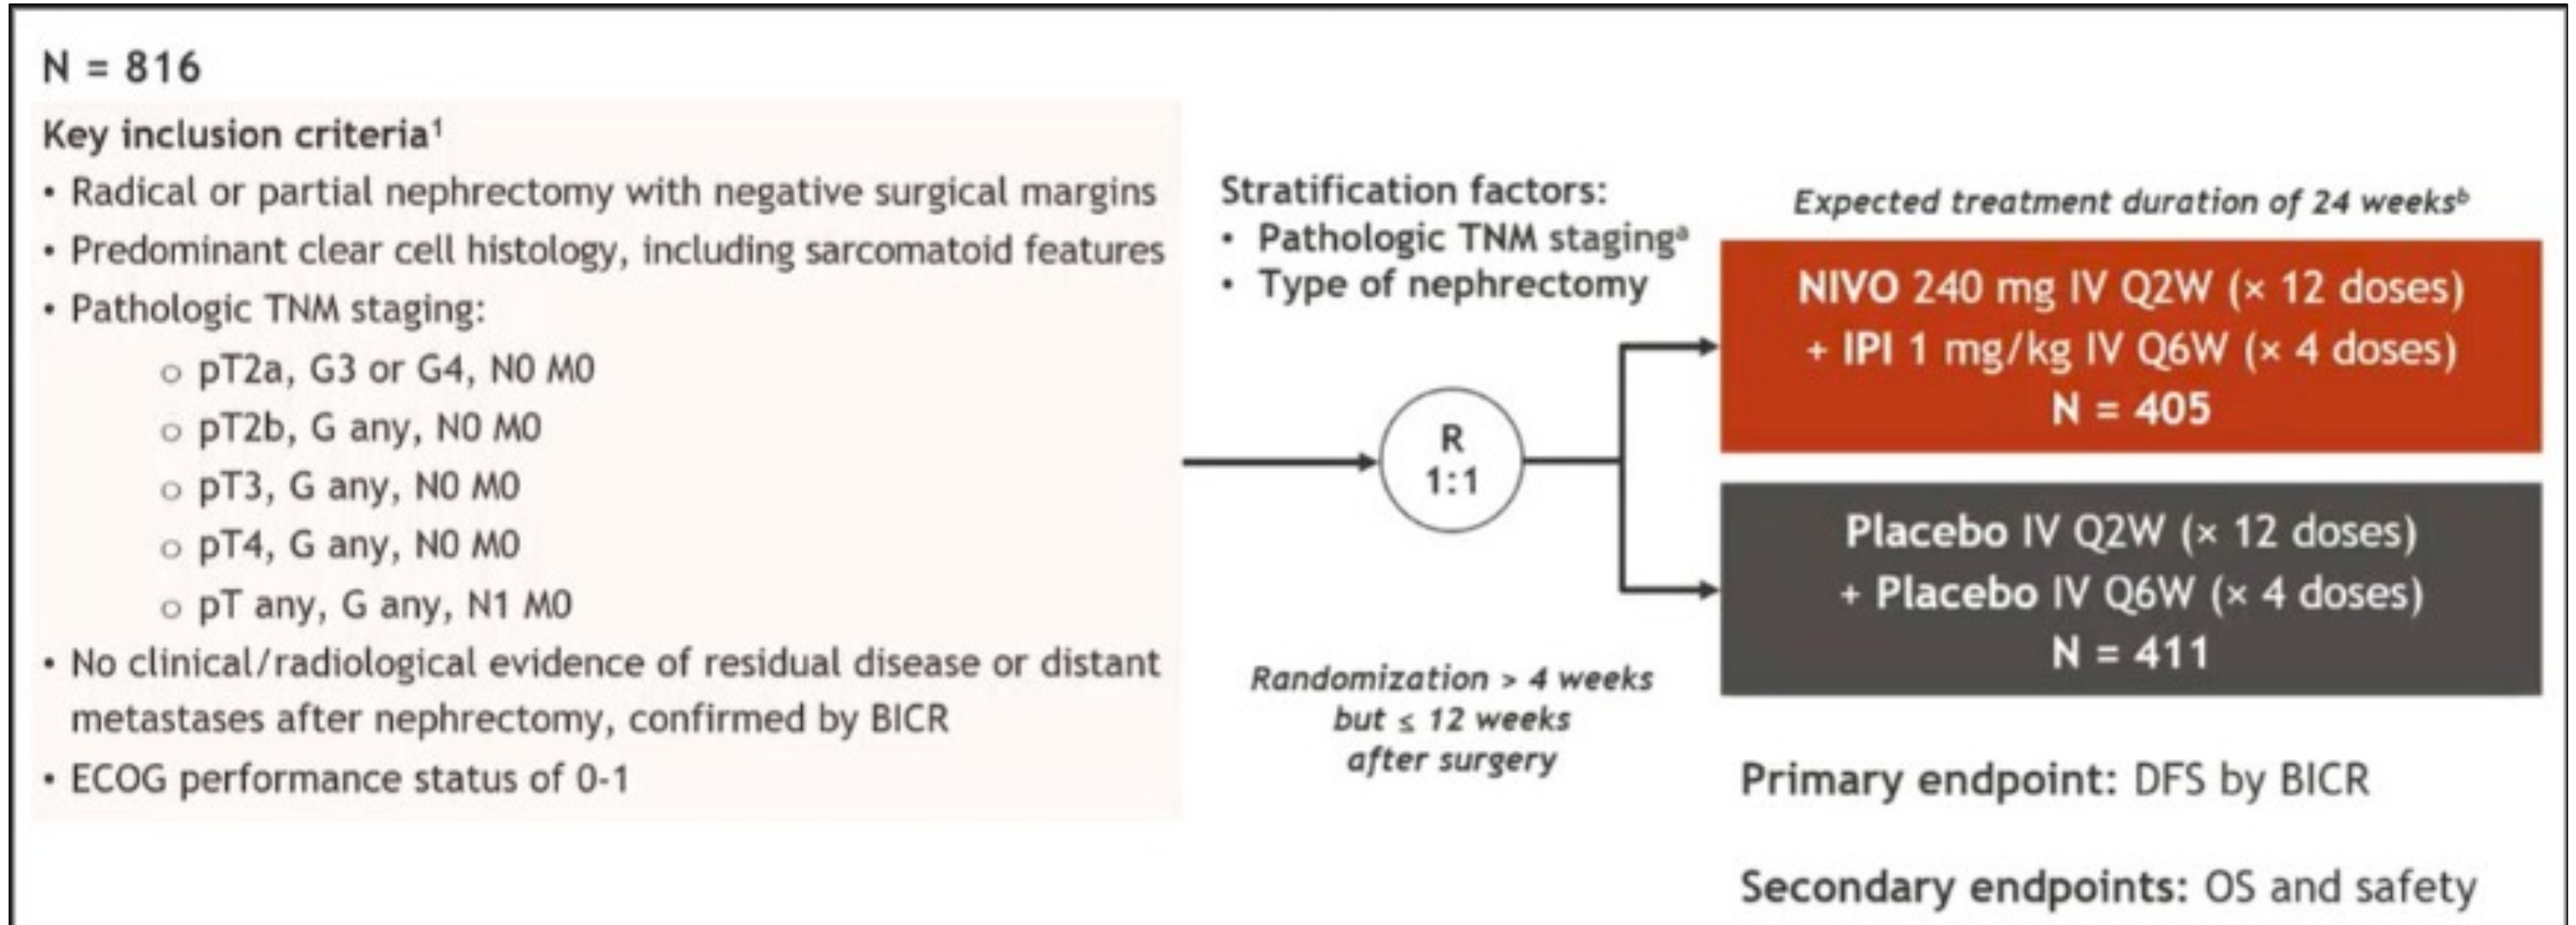 N = 816
Key inclusion criteria¹
• Radical or partial nephrectomy with negative surgical margins
• Predominant clear cell histology, including sarcomatoid features
• Pathologic TNM staging:
o pT2a, G3 or G4, N0 M0
o pT2b, G any, N0 M0
o pT3, G any, N0 M0
o pT4, G any, N0 M0
o pT any, G any, N1 M0
• No clinical/radiological evidence of residual disease or distant
metastases after nephrectomy, confirmed by BICR
• ECOG performance status of 0-1
Stratification factors:
• Pathologic TNM stagingᵃ
• Type of nephrectomy
R
1:1
Randomization > 4 weeks
but ≤ 12 weeks
after surgery
Expected treatment duration of 24 weeksᵇ
NIVO 240 mg IV Q2W (× 12 doses)
+ IPI 1 mg/kg IV Q6W (× 4 doses)
N = 405
Placebo IV Q2W (× 12 doses)
+ Placebo IV Q6W (× 4 doses)
N = 411
Primary endpoint: DFS by BICR
Secondary endpoints: OS and safety